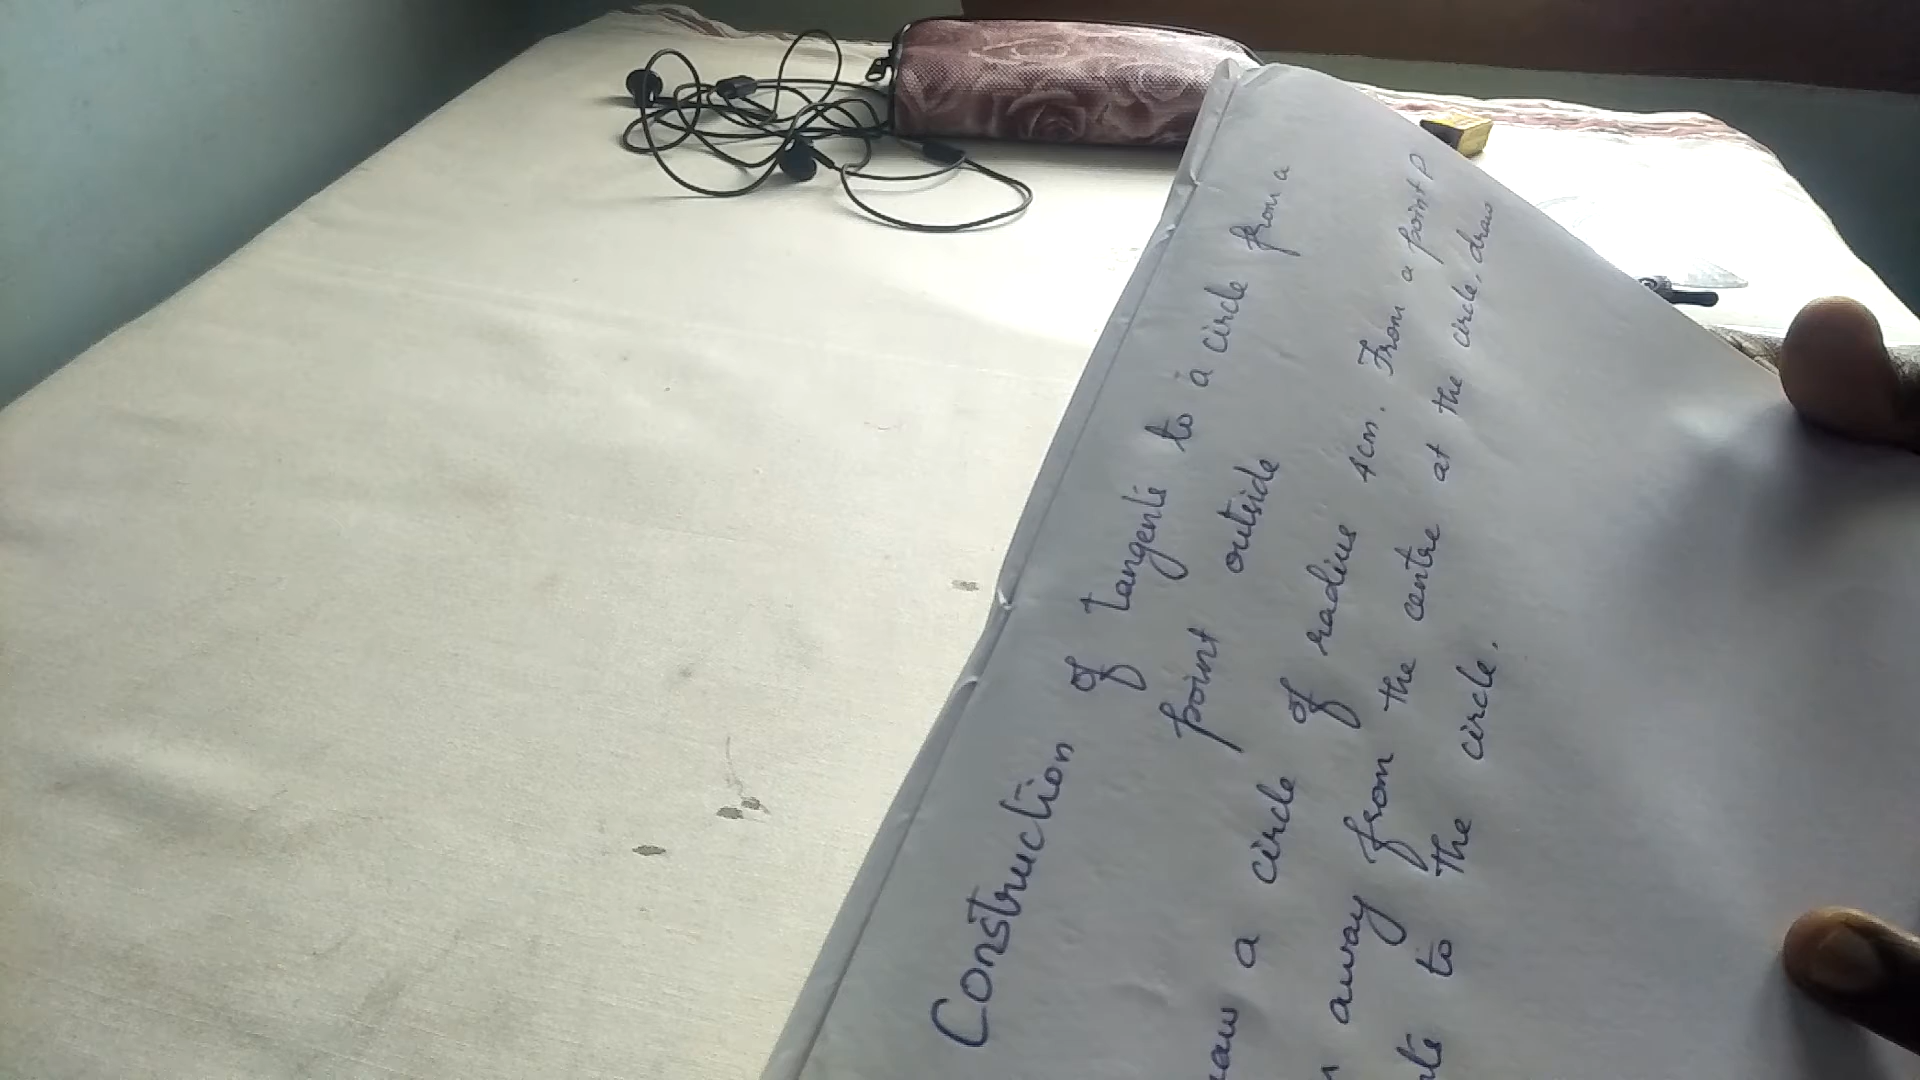 Construction of tangents to a circle from a
point outside
a circle of radius 4cm. From a point P
away from the centre at the circle, draw
to the circle.